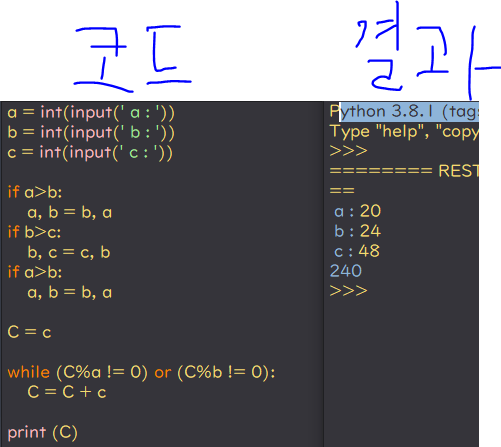 코드
결과
a = int(input(' a : '))
b = int(input(' b : '))
c = int(input(' c : '))
if a>b:
a, b = b, a
if b>c:
b, c = c, b
if a>b:
a, b = b, a
C = c
while (C%a != 0) or (C%b != 0):
C = C + c
print (C)
Python 3.8.1 (tag
Type "help", "copy
>>>
======== REST
==
a : 20
b : 24
c : 48
240
>>>